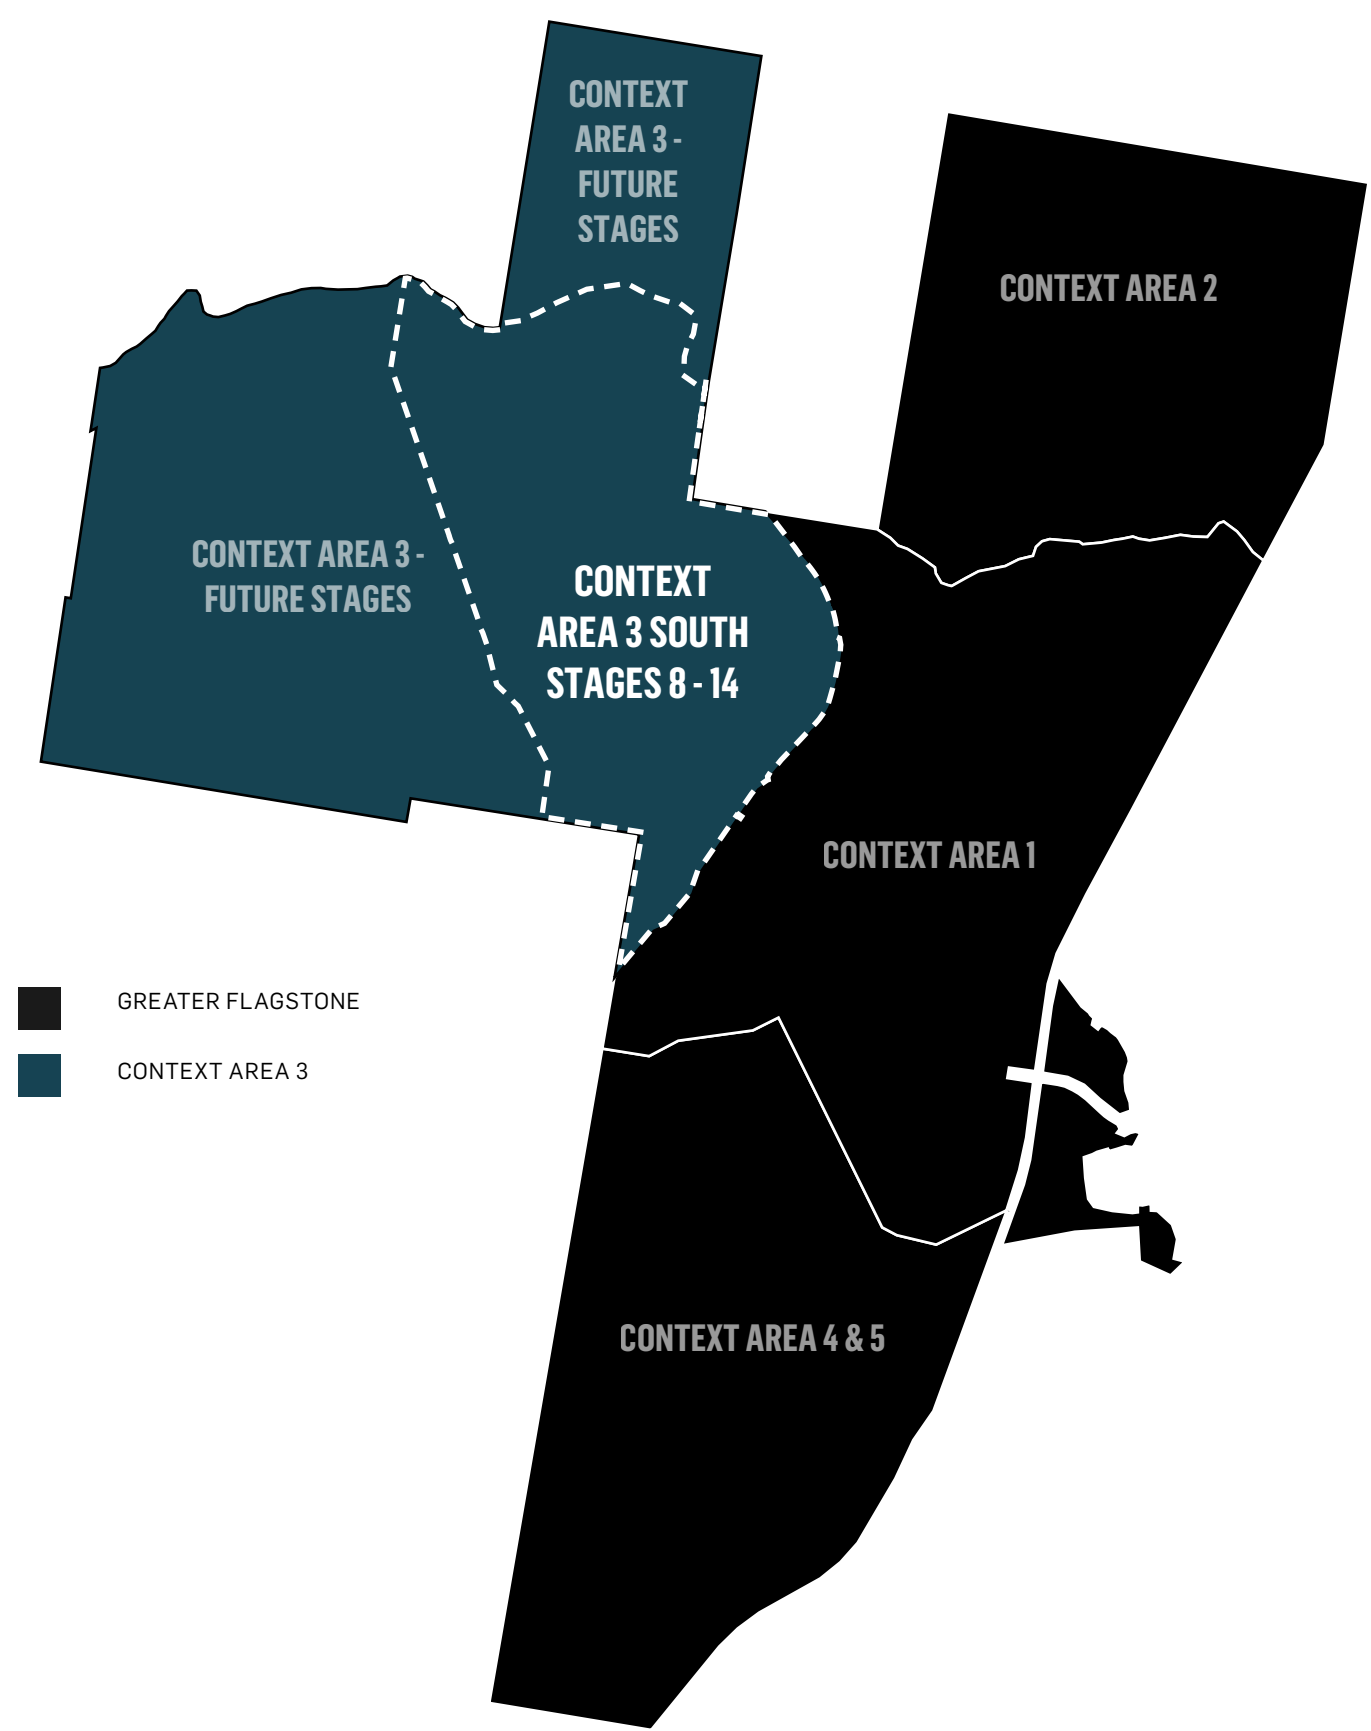 CONTEXT
AREA 3 -
FUTURE
STAGES
CONTEXT AREA 2
CONTEXT AREA 3 -
FUTURE STAGES
CONTEXT
AREA 3 SOUTH
STAGES 8 - 14
CONTEXT AREA 1
GREATER FLAGSTONE
CONTEXT AREA 3
CONTEXT AREA 4 & 5